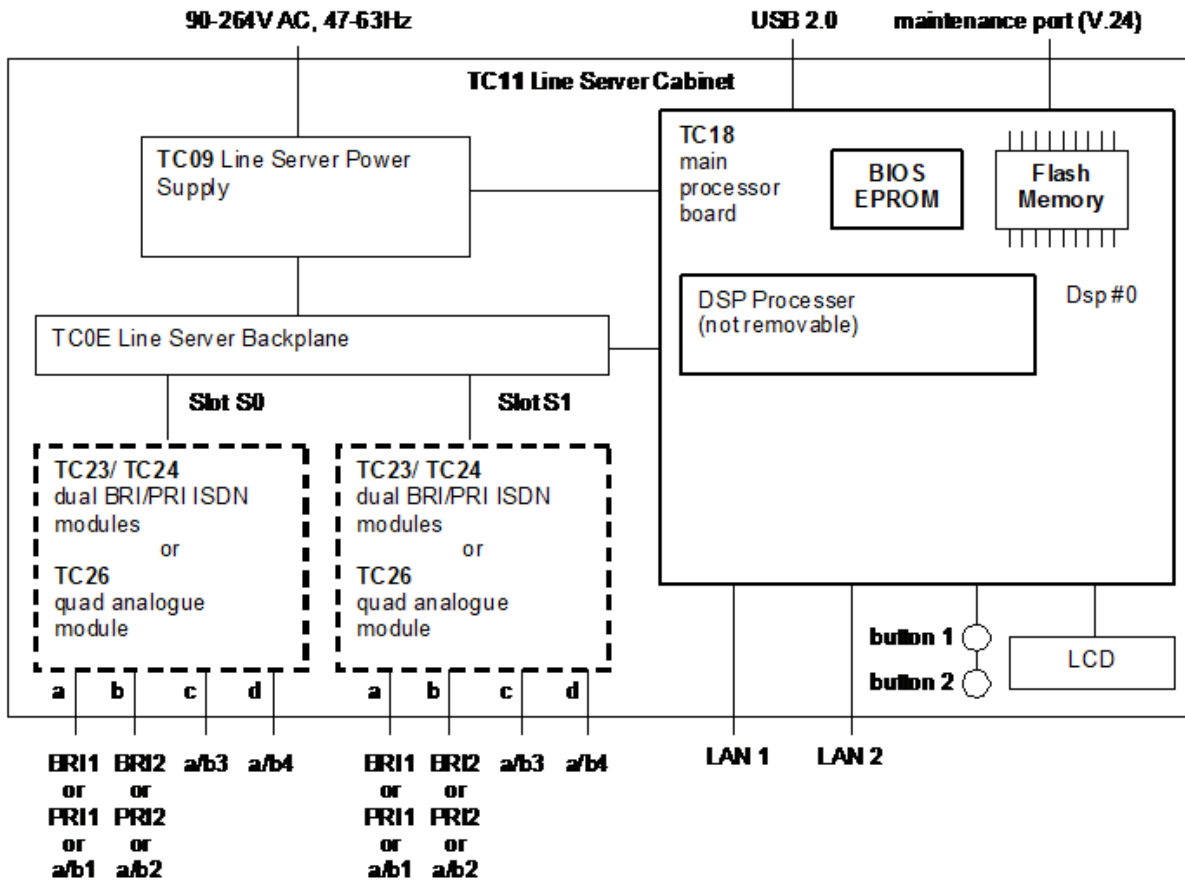 90-264V AC, 47-63Hz
USB 2.0
maintenance port (V.24)
TC11 Line Server Cabinet
TC09 Line Server Power
Supply
TC18
main
processor
board
BIOS
EPROM
Flash
Memory
DSP Processer
(not removable)
Dsp #0
TC0E Line Server Backplane
Slot S0
Slot S1
TC23/ TC24
dual BRI/PRI ISDN
modules
or
TC26
quad analogue
module
TC23/ TC24
dual BRI/PRI ISDN
modules
or
TC26
quad analogue
module
button 1
button 2
LCD
a b c d
a b c d
BRI1
or
PRI1
or
a/b1
BRI2
or
PRI2
or
a/b2
a/b3
a/b4
BRI1
or
PRI1
or
a/b1
BRI2
or
PRI2
or
a/b2
a/b3
a/b4
LAN 1
LAN 2